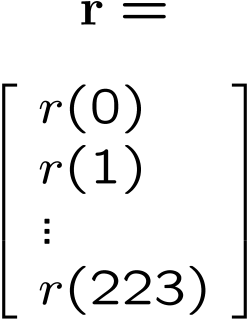 r =
r(0)
r(1)
⋮
r(223)